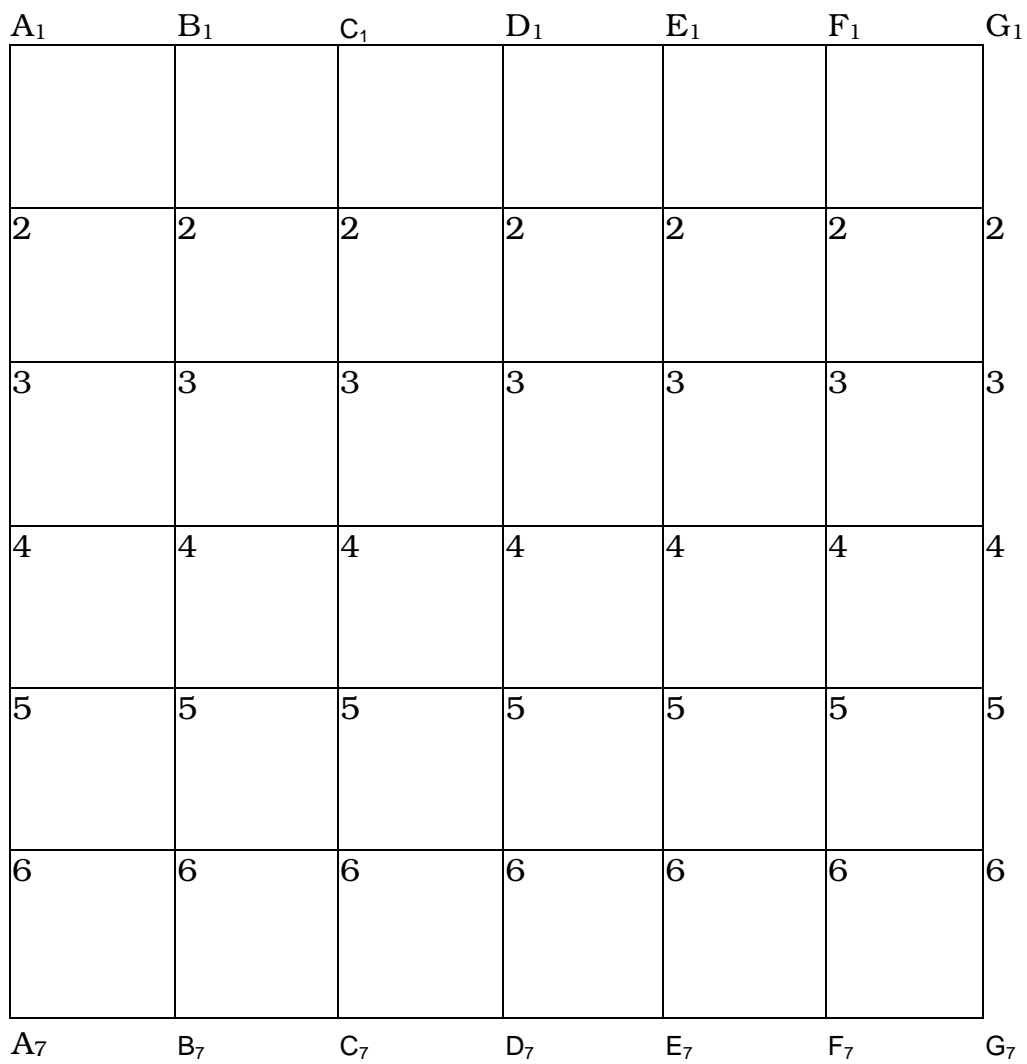 A₁ B₁ C₁ D₁ E₁ F₁ G₁
2 2 2 2 2 2 2
3 3 3 3 3 3 3
4 4 4 4 4 4 4
5 5 5 5 5 5 5
6 6 6 6 6 6 6
A₇ B₇ C₇ D₇ E₇ F₇ G₇